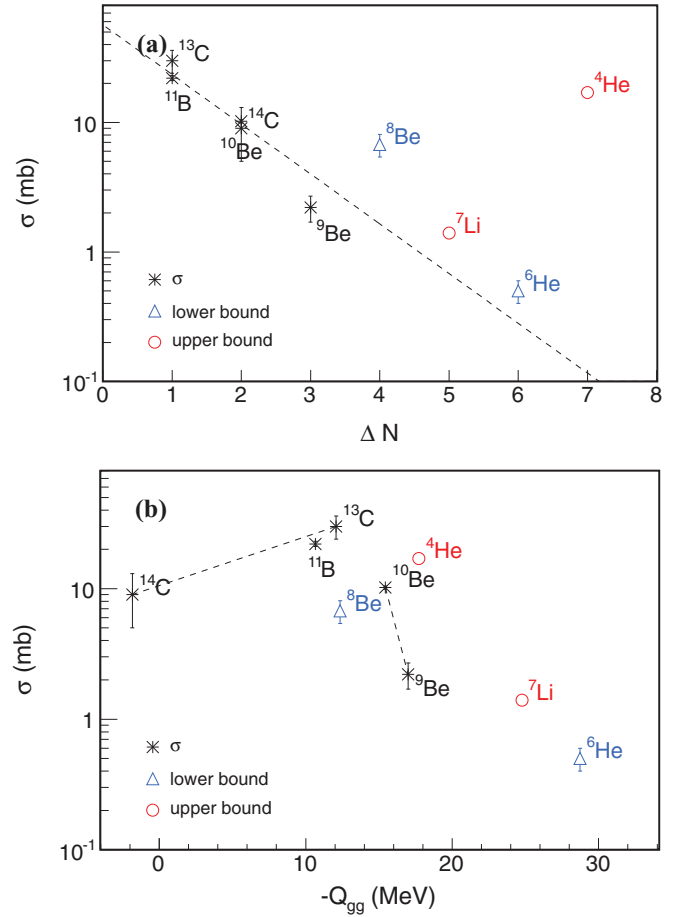 (a)
¹³C
¹¹B
¹⁴C
¹⁰Be
⁹Be
⁸Be
⁷Li
⁶He
⁴He
σ
lower bound
upper bound
σ (mb)
10
1
10⁻¹
0 1 2 3 4 5 6 7 8
Δ N
(b)
¹⁴C
¹³C
¹¹B
⁸Be
⁴He
¹⁰Be
⁹Be
⁷Li
⁶He
σ
lower bound
upper bound
σ (mb)
10
1
10⁻¹
0 10 20 30
-Q_gg (MeV)